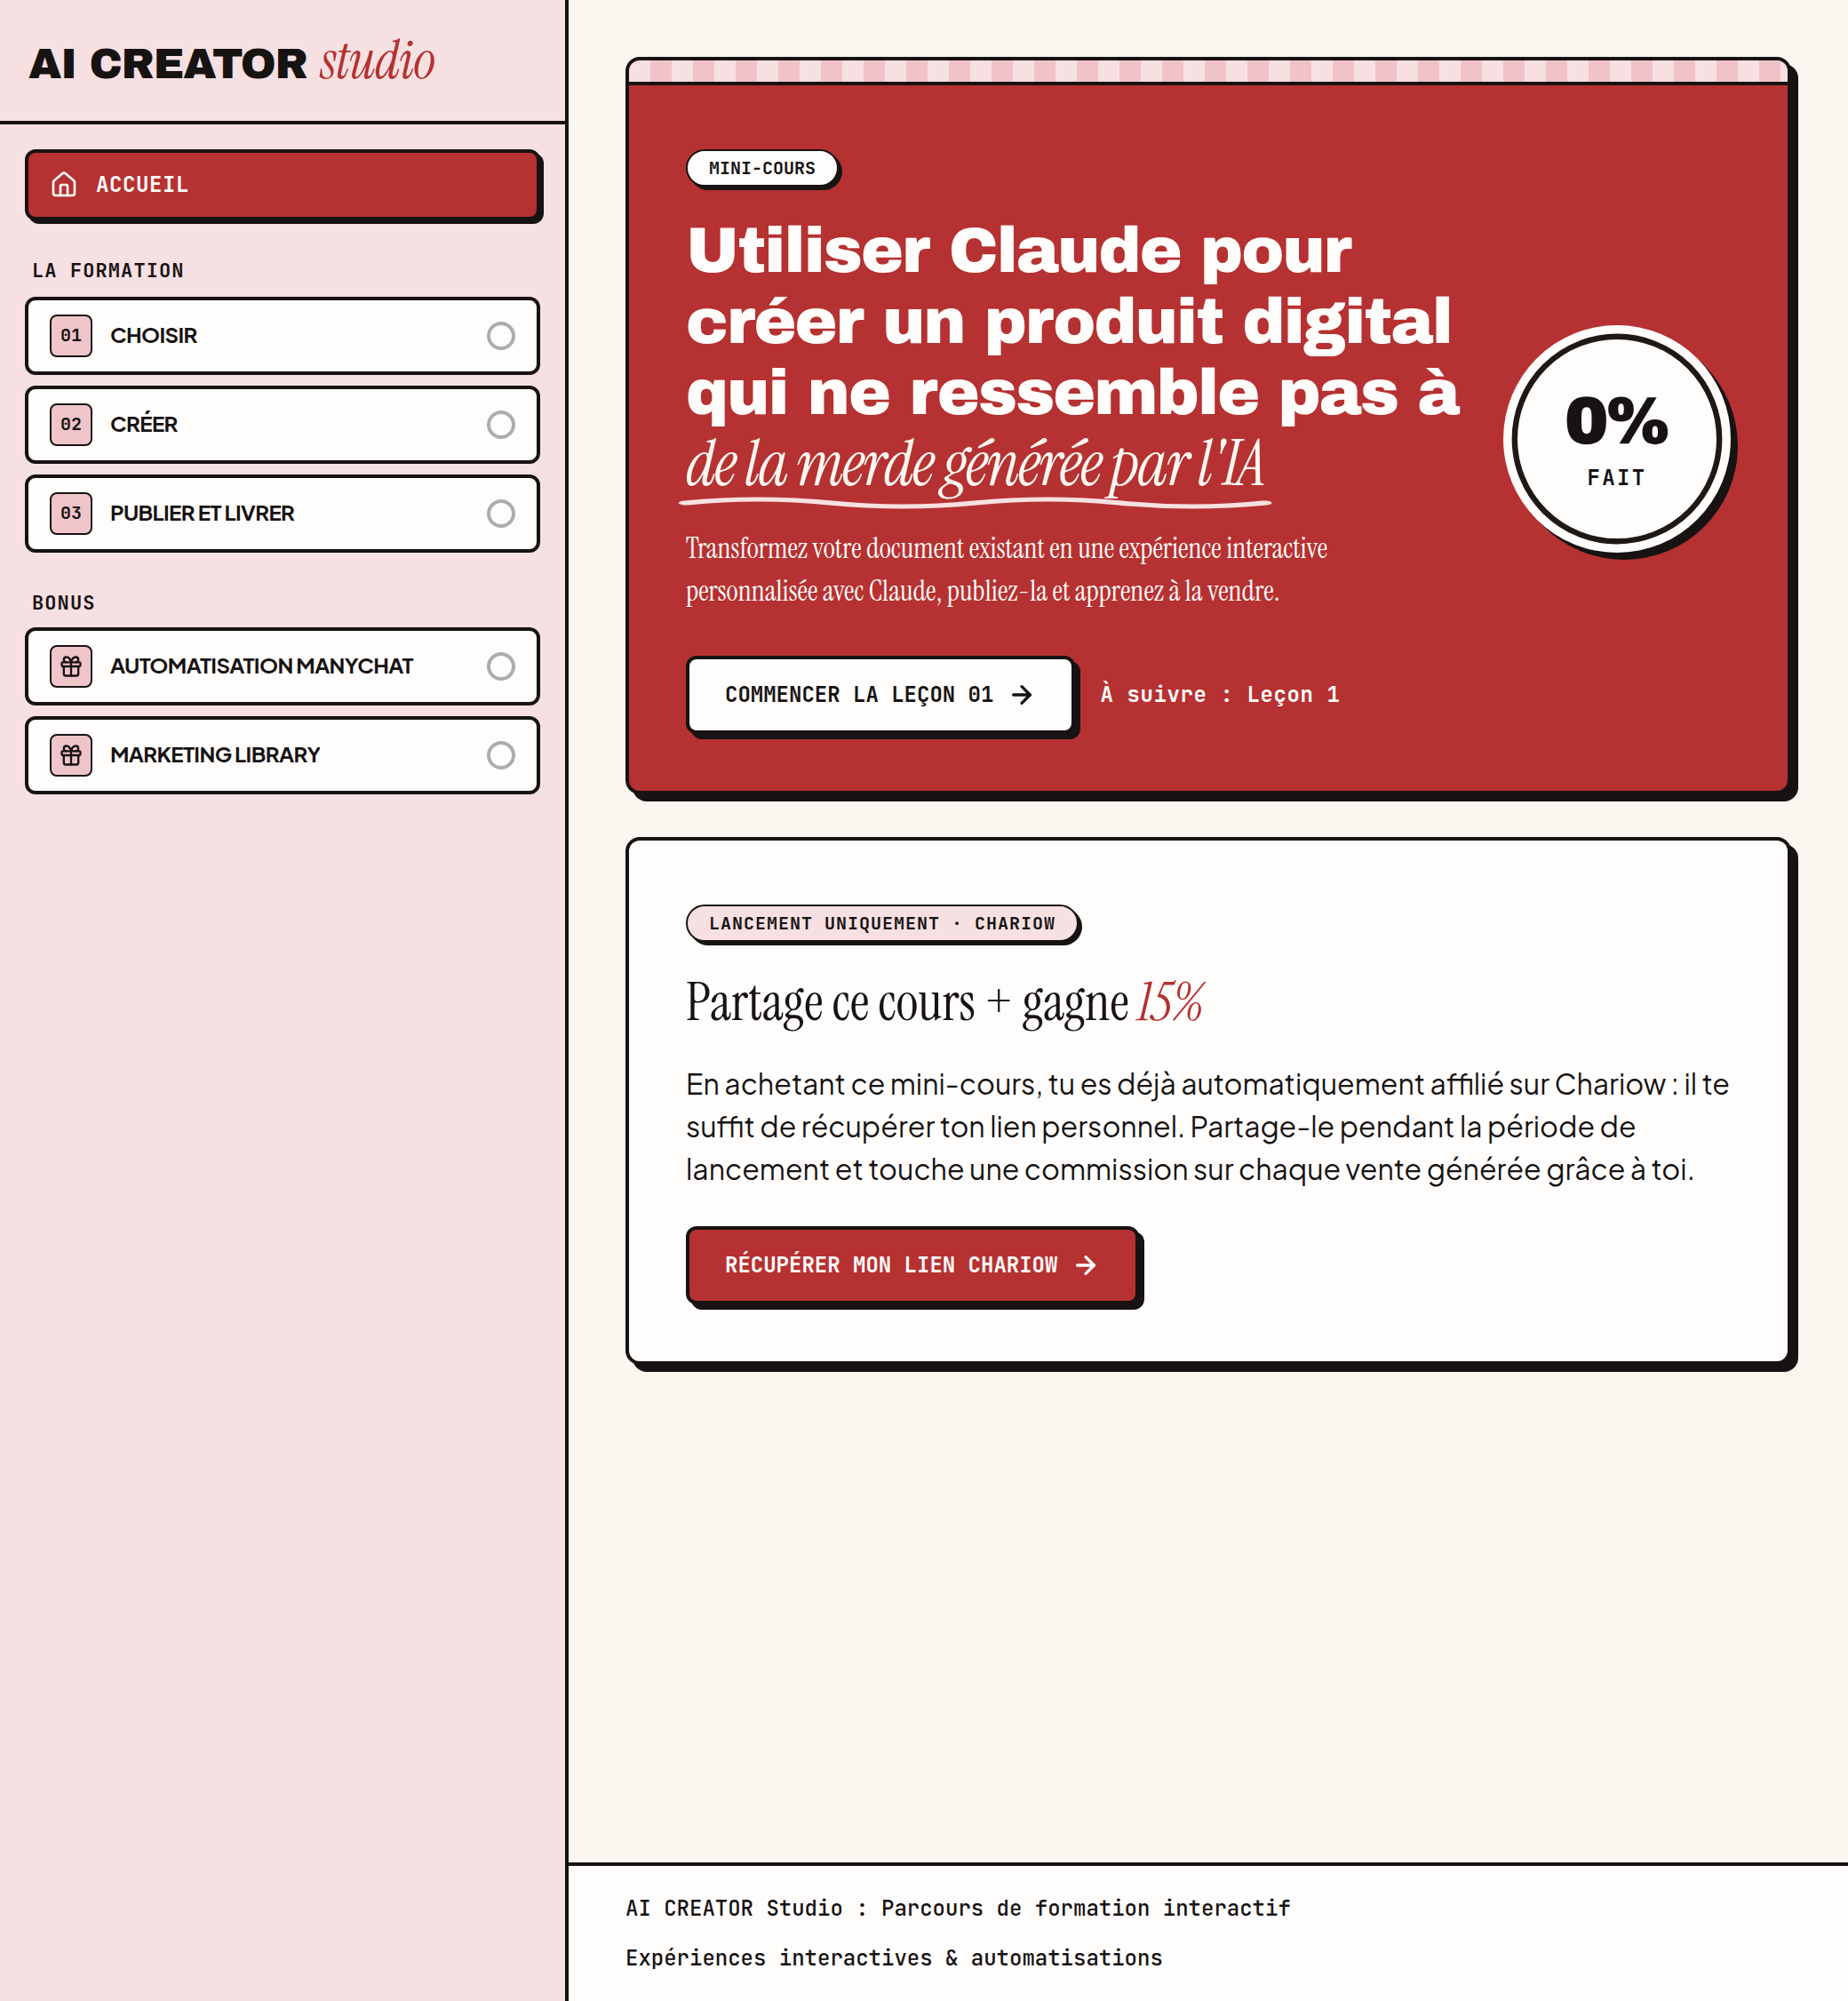 AI CREATOR studio
ACCUEIL
LA FORMATION
01 CHOISIR
02 CRÉER
03 PUBLIER ET LIVRER
BONUS
AUTOMATISATION MANYCHAT
MARKETING LIBRARY
MINI-COURS
Utiliser Claude pour
créer un produit digital
qui ne ressemble pas à
de la merde générée par l'IA
Transformez votre document existant en une expérience interactive
personnalisée avec Claude, publiez-la et apprenez à la vendre.
COMMENCER LA LEÇON 01 →
À suivre : Leçon 1
0%
FAIT
LANCEMENT UNIQUEMENT · CHARIOW
Partage ce cours + gagne 15%
En achetant ce mini-cours, tu es déjà automatiquement affilié sur Chariow : il te
suffit de récupérer ton lien personnel. Partage-le pendant la période de
lancement et touche une commission sur chaque vente générée grâce à toi.
RÉCUPÉRER MON LIEN CHARIOW →
AI CREATOR Studio : Parcours de formation interactif
Expériences interactives & automatisations